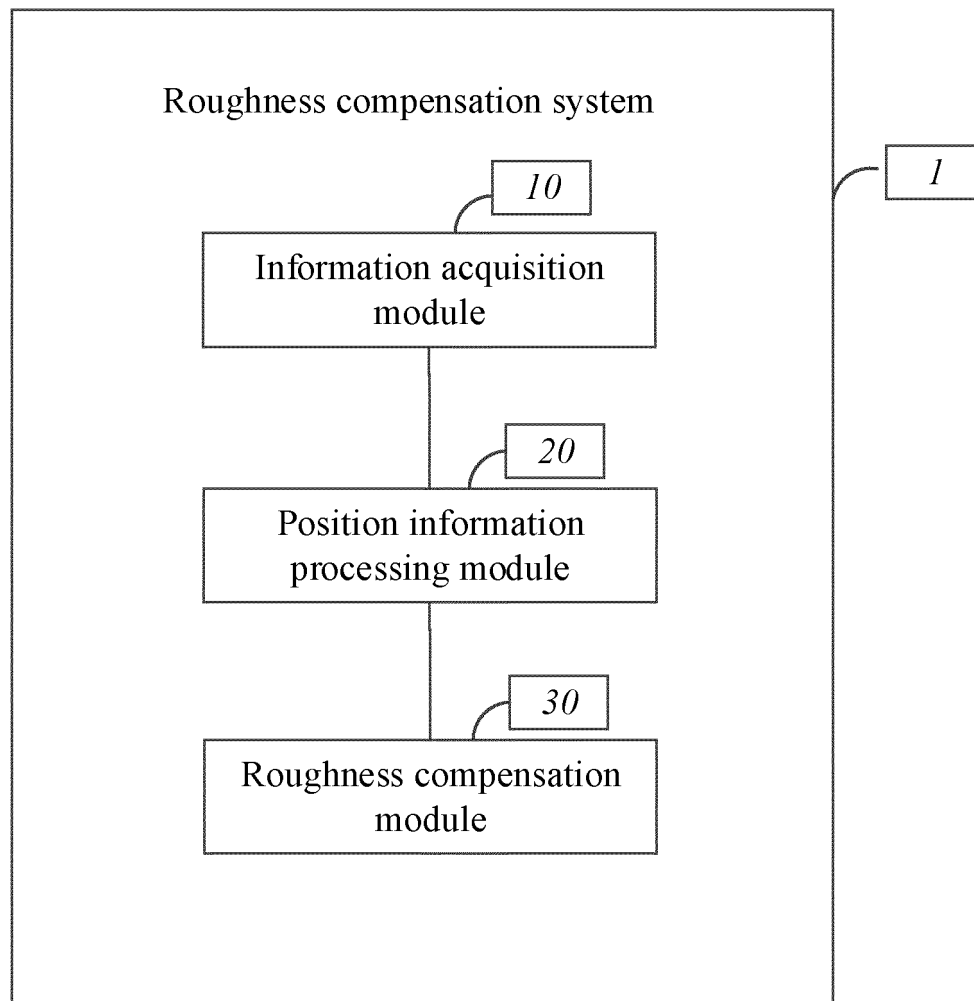 Roughness compensation system
1
10
Information acquisition
module
20
Position information
processing module
30
Roughness compensation
module